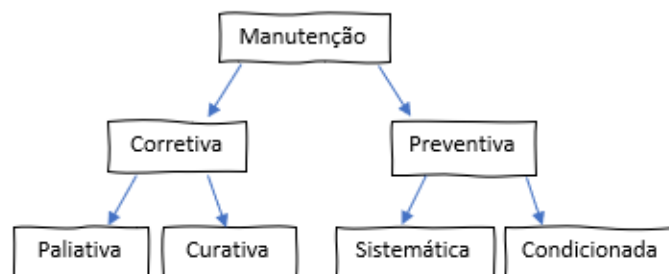 Manutenção
Corretiva
Preventiva
Paliativa
Curativa
Sistemática
Condicionada